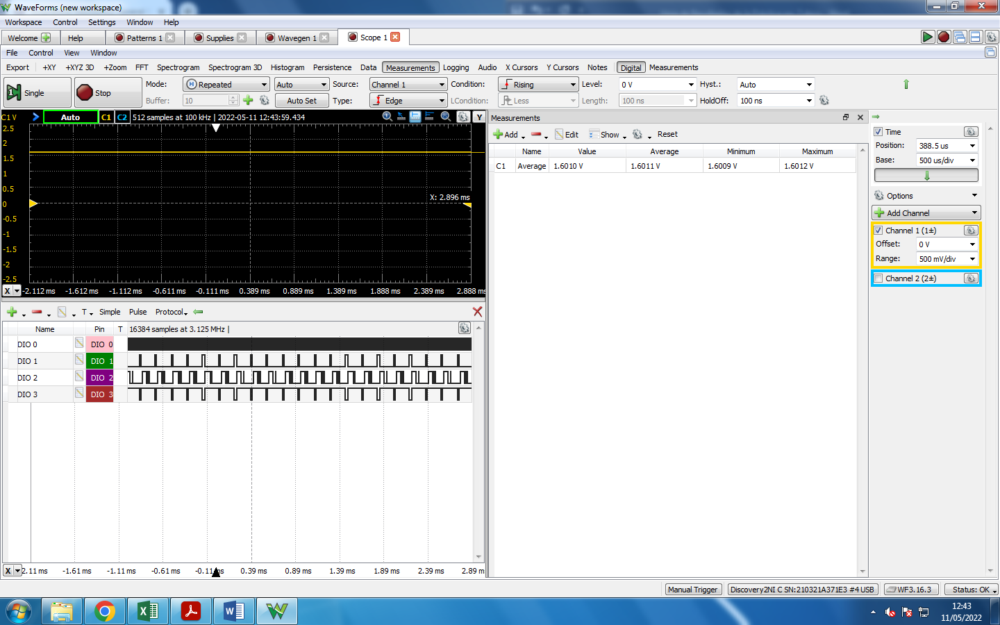 WaveForms (new workspace)
Workspace Control Settings Window Help
Welcome Help Patterns 1 Supplies Wavegen 1 Scope 1
File Control View Window
Export +XY +XYZ 3D +Zoom FFT Spectrogram Spectrogram 3D Histogram Persistence Data Measurements Logging Audio X Cursors Y Cursors Notes Digital Measurements
Single Stop Mode: Repeated Auto Source: Channel 1 Condition: Rising Level: 0 V Hyst.: Auto
Buffer: 10 Auto Set Type: Edge LCondition: Less Length: 100 ns HoldOff: 100 ns
C1 V Auto C1 C2 512 samples at 100 kHz | 2022-05-11 12:43:59.434 Y
2.5
2
1.5
1
0.5
0
-0.5
-1
-1.5
-2
-2.5
X: 2.896 ms
X -2.112 ms -1.612 ms -1.111 ms -0.611 ms -0.111 ms 0.389 ms 0.889 ms 1.389 ms 1.888 ms 2.389 ms 2.888 ms
T Simple Pulse Protocol
Name Pin T 16384 samples at 3.125 MHz |
DIO 0 DIO 0
DIO 1 DIO 1
DIO 2 DIO 2
DIO 3 DIO 3
X 2.11 ms -1.61 ms -1.11 ms -0.61 ms -0.11 ms 0.39 ms 0.89 ms 1.39 ms 1.89 ms 2.39 ms 2.89 m
Measurements
Add Edit Show Reset
Name Value Average Minimum Maximum
C1 Average 1.6010 V 1.6011 V 1.6009 V 1.6012 V
Time
Position: 388.5 us
Base: 500 us/div
Options
Add Channel
Channel 1 (1±)
Offset: 0 V
Range: 500 mV/div
Channel 2 (2±)
Manual Trigger Discovery2NI C SN:210321A371E3 #4 USB WF3.16.3 Status: OK
12:43
11/05/2022